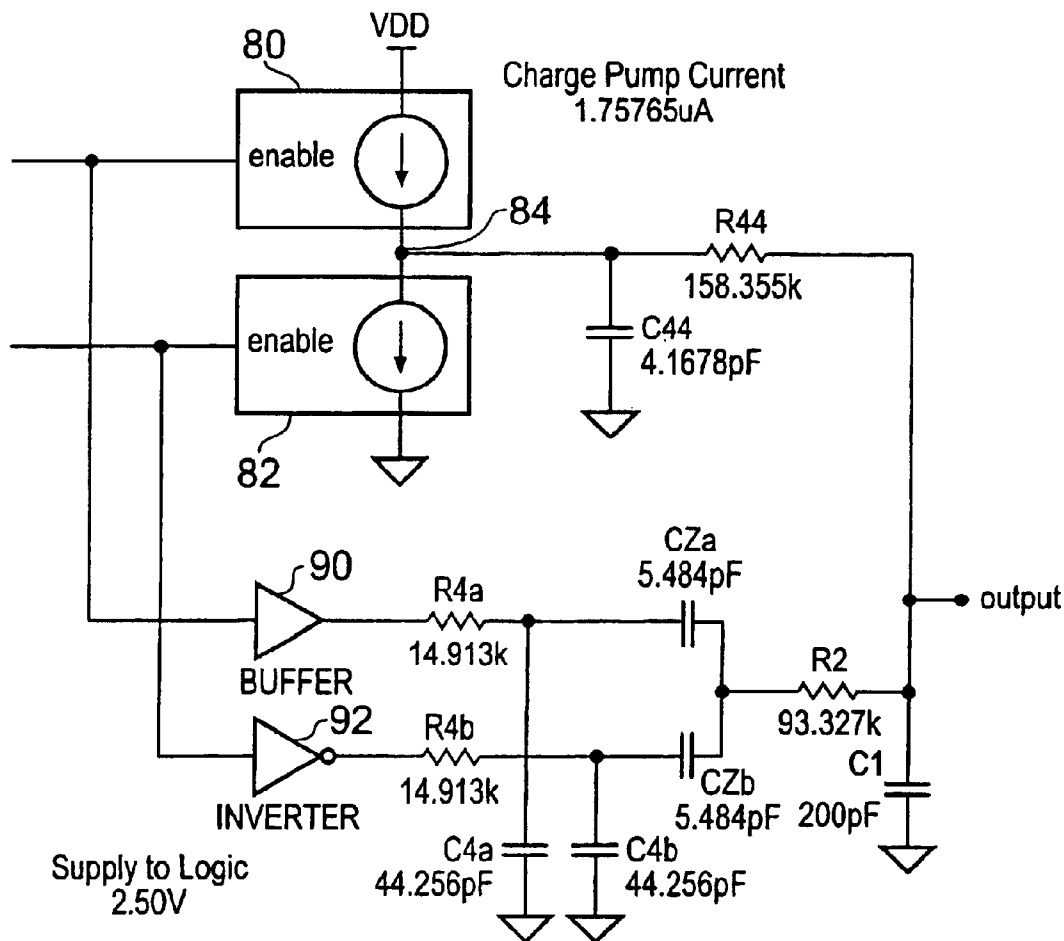 80
VDD
Charge Pump Current
1.75765uA
enable
84
R44
158.355k
enable
C44
4.1678pF
82
CZa
5.484pF
90
R4a
output
14.913k
R2
BUFFER
93.327k
92
R4b
C1
14.913k
CZb
5.484pF
200pF
INVERTER
C4a
C4b
44.256pF
44.256pF
Supply to Logic
2.50V